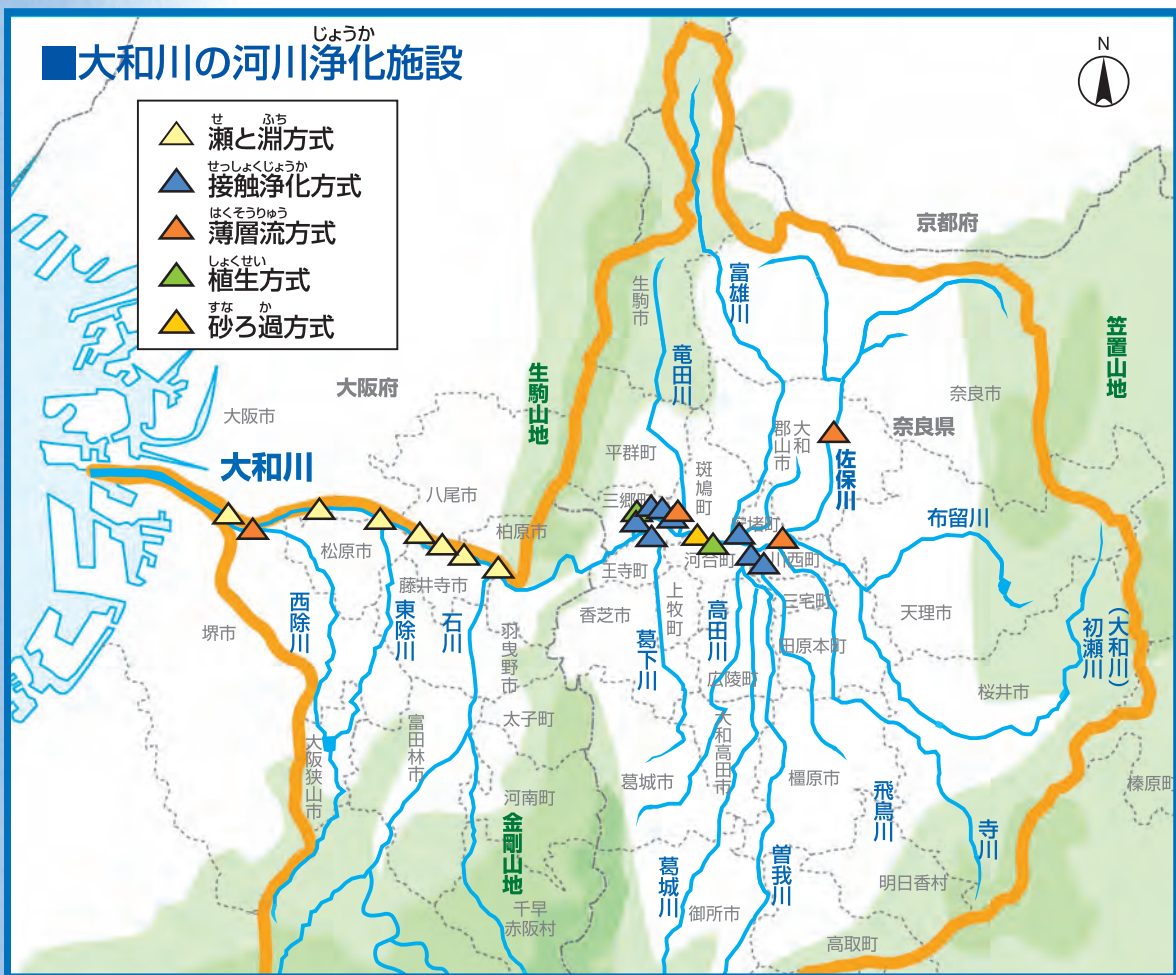 じょうか
■大和川の河川浄化施設
N
せ ふち
瀬と淵方式
せっしょくじょうか
接触浄化方式
はくそうりゅう
薄層流方式
しょくせい
植生方式
すな か
砂ろ過方式
京都府
富雄川
生駒市
笠置山地
竜田川
生駒山地
大阪府
奈良市
大阪市
奈良県
大和郡山市
佐保川
平群町
斑鳩町
大和川
八尾市
三郷町
布留川
柏原市
安堵町
松原市
河合町
川西町
王寺町
藤井寺市
西除川
東除川
石川
上牧町
高田川
三宅町
香芝市
天理市
初瀬川
(大和川)
堺市
羽曳野市
葛下川
田原本町
広陵町
桜井市
太子町
富田林市
大和高田市
大阪狭山市
葛城市
橿原市
榛原町
河南町
飛鳥川
金剛山地
寺川
曽我川
葛城川
明日香村
千早
赤阪村
御所市
高取町